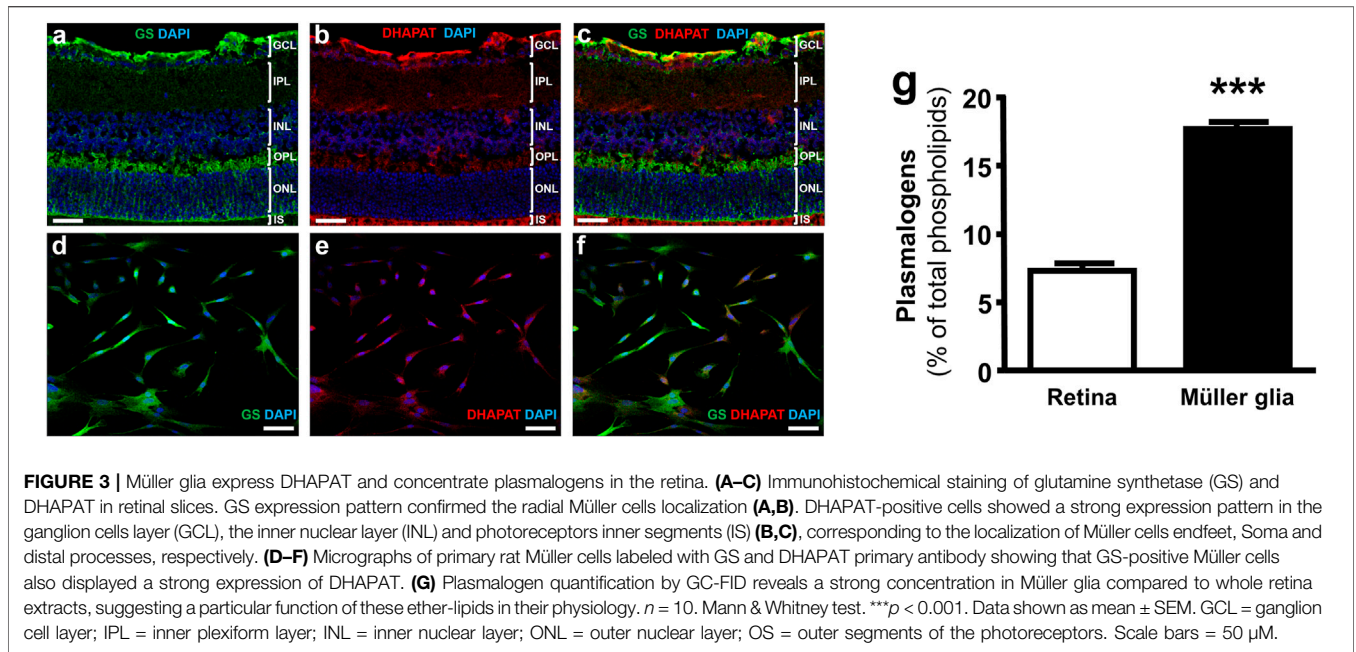 a
GS DAPI
GCL
IPL
INL
OPL
ONL
IS
b
DHAPAT DAPI
GCL
IPL
INL
OPL
ONL
IS
c
GS DHAPAT DAPI
GCL
IPL
INL
OPL
ONL
IS
d
GS DAPI
e
DHAPAT DAPI
f
GS DHAPAT DAPI
g
Plasmalogens
(% of total phospholipids)
20
15
10
5
0
***
Retina
Müller glia
FIGURE 3 | Müller glia express DHAPAT and concentrate plasmalogens in the retina. (A–C) Immunohistochemical staining of glutamine synthetase (GS) and
DHAPAT in retinal slices. GS expression pattern confirmed the radial Müller cells localization (A,B). DHAPAT-positive cells showed a strong expression pattern in the
ganglion cells layer (GCL), the inner nuclear layer (INL) and photoreceptors inner segments (IS) (B,C), corresponding to the localization of Müller cells endfeet, Soma and
distal processes, respectively. (D–F) Micrographs of primary rat Müller cells labeled with GS and DHAPAT primary antibody showing that GS-positive Müller cells
also displayed a strong expression of DHAPAT. (G) Plasmalogen quantification by GC-FID reveals a strong concentration in Müller glia compared to whole retina
extracts, suggesting a particular function of these ether-lipids in their physiology. n = 10. Mann & Whitney test. ***p < 0.001. Data shown as mean ± SEM. GCL = ganglion
cell layer; IPL = inner plexiform layer; INL = inner nuclear layer; ONL = outer nuclear layer; OS = outer segments of the photoreceptors. Scale bars = 50 µM.